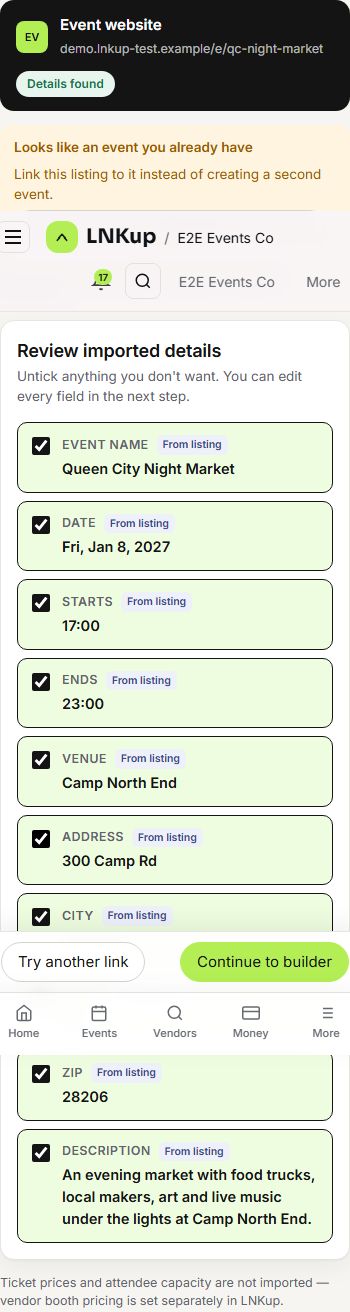 EV
Event website
demo.lnkup-test.example/e/qc-night-market
Details found
Looks like an event you already have
Link this listing to it instead of creating a second
event.
LNKup / E2E Events Co
17
E2E Events Co
More
Review imported details
Untick anything you don't want. You can edit
every field in the next step.
EVENT NAME From listing
Queen City Night Market
DATE From listing
Fri, Jan 8, 2027
STARTS From listing
17:00
ENDS From listing
23:00
VENUE From listing
Camp North End
ADDRESS From listing
300 Camp Rd
CITY From listing
Try another link
Continue to builder
Home
Events
Vendors
Money
More
ZIP From listing
28206
DESCRIPTION From listing
An evening market with food trucks,
local makers, art and live music
under the lights at Camp North End.
Ticket prices and attendee capacity are not imported —
vendor booth pricing is set separately in LNKup.